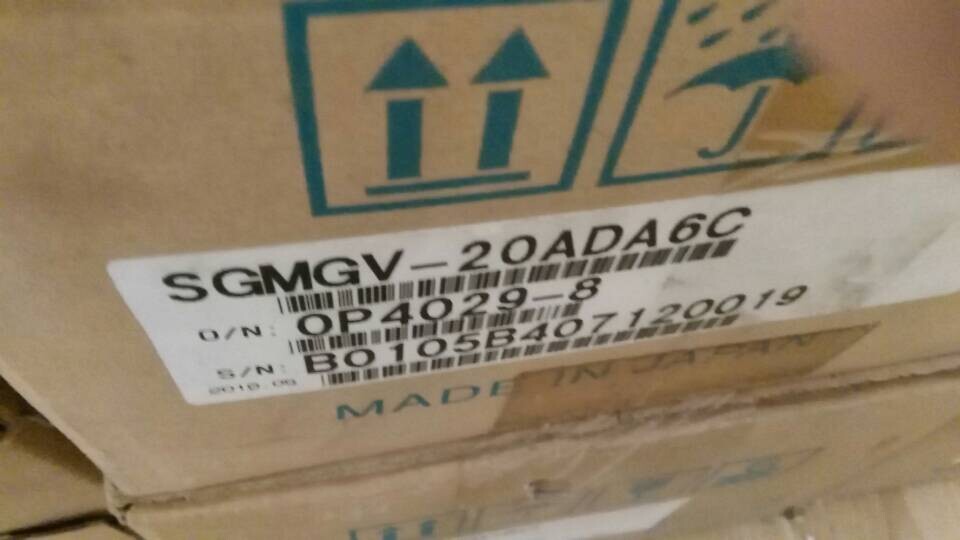 SGMGV-20ADA6C
O/N: 0P4029-8
S/N: B0105B407120019
MADE IN JAPAN